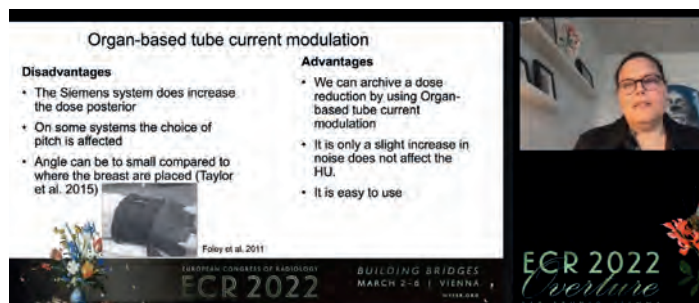 Organ-based tube current modulation
Disadvantages
• The Siemens system does increase
the dose posterior
• On some systems the choice of
pitch is affected
• Angle can be to small compared to
where the breast are placed (Taylor
et al. 2015)
Foley et al. 2011
Advantages
• We can archive a dose
reduction by using Organ-
based tube current
modulation
• It is only a slight increase in
noise does not affect the
HU.
• It is easy to use
EUROPEAN CONGRESS OF RADIOLOGY
ECR 2022
BUILDING BRIDGES
MARCH 2–6 | VIENNA
MYESR.ORG
ECR 2022
Overture